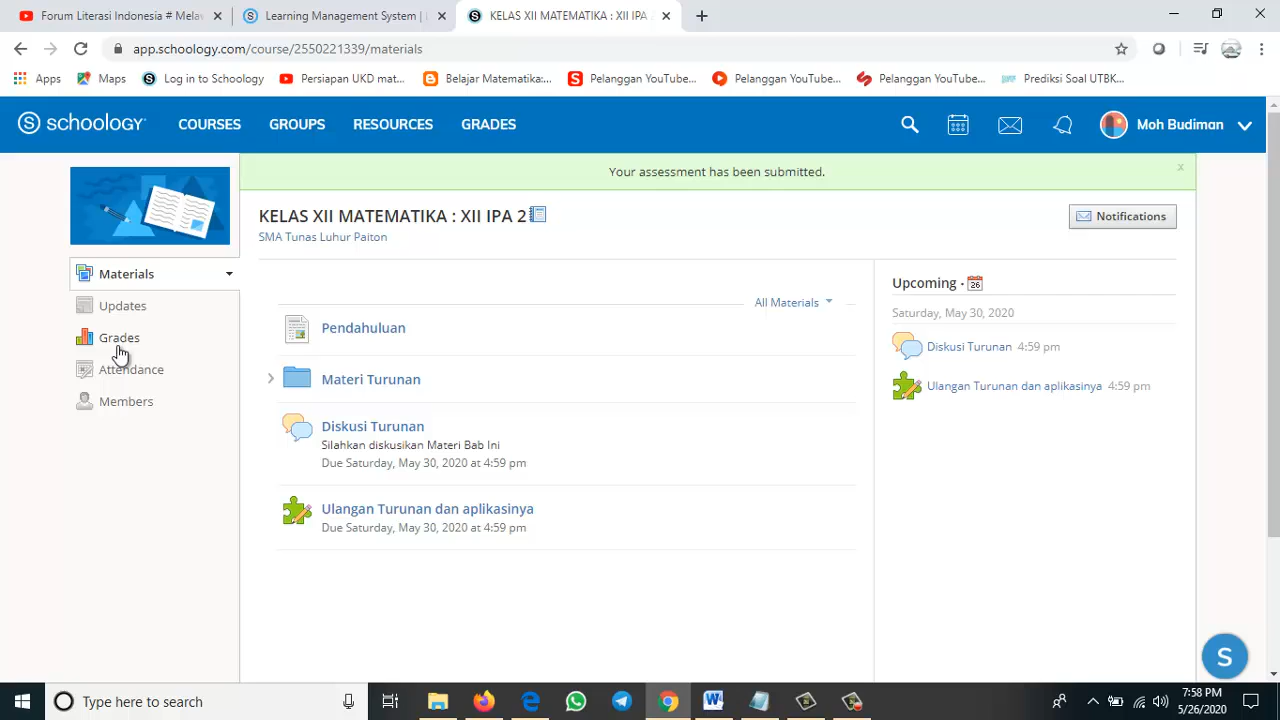 Forum Literasi Indonesia # Mela
Learning Management System |
KELAS XII MATEMATIKA : XII IPA 2
app.schoology.com/course/2550221339/materials
Apps
Maps
Log in to Schoology
Persiapan UKD mat...
Belajar Matematika:...
Pelanggan YouTube...
Pelanggan YouTube...
Pelanggan YouTube...
Prediksi Soal UTBK...
S schoology
COURSES
GROUPS
RESOURCES
GRADES
Moh Budiman
Your assessment has been submitted.
x
KELAS XII MATEMATIKA : XII IPA 2
Notifications
SMA Tunas Luhur Paiton
Materials
Updates
Grades
Attendance
Members
All Materials
Pendahuluan
Materi Turunan
Diskusi Turunan
Silahkan diskusikan Materi Bab Ini
Due Saturday, May 30, 2020 at 4:59 pm
Ulangan Turunan dan aplikasinya
Due Saturday, May 30, 2020 at 4:59 pm
Upcoming · 26
Saturday, May 30, 2020
Diskusi Turunan 4:59 pm
Ulangan Turunan dan aplikasinya 4:59 pm
S
Type here to search
7:58 PM
5/26/2020